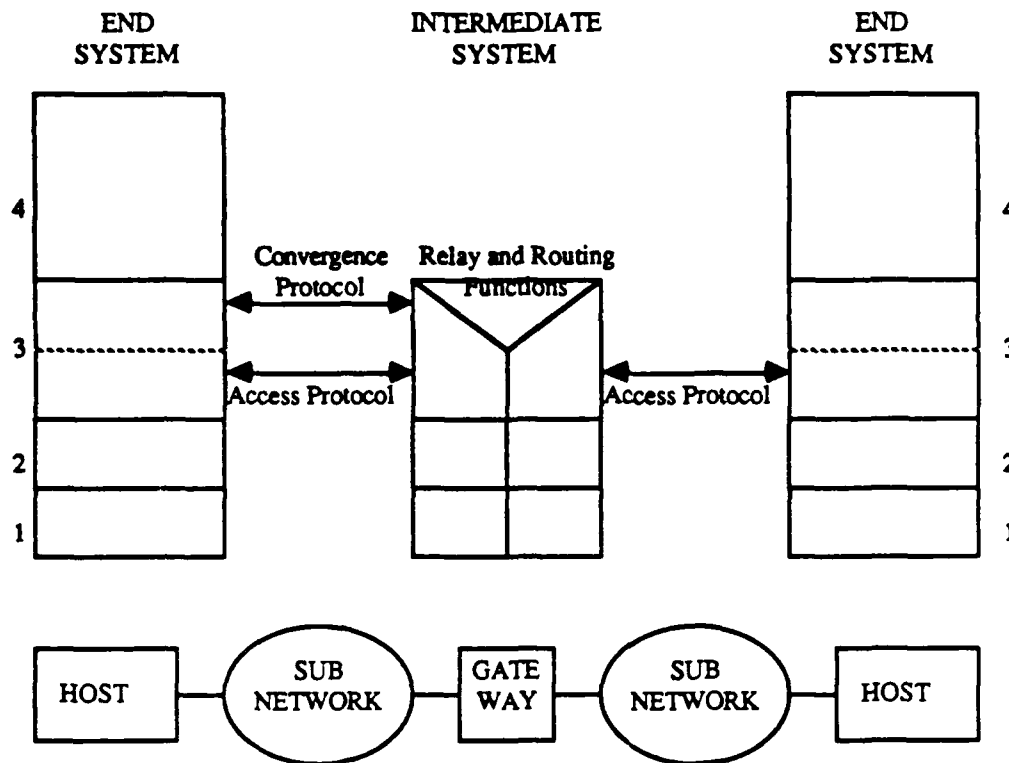 END
SYSTEM
INTERMEDIATE
SYSTEM
END
SYSTEM
4
4
Convergence
Protocol
Relay and Routing
Functions
3
3
Access Protocol
Access Protocol
2
2
1
1
HOST
SUB
NETWORK
GATE
WAY
SUB
NETWORK
HOST